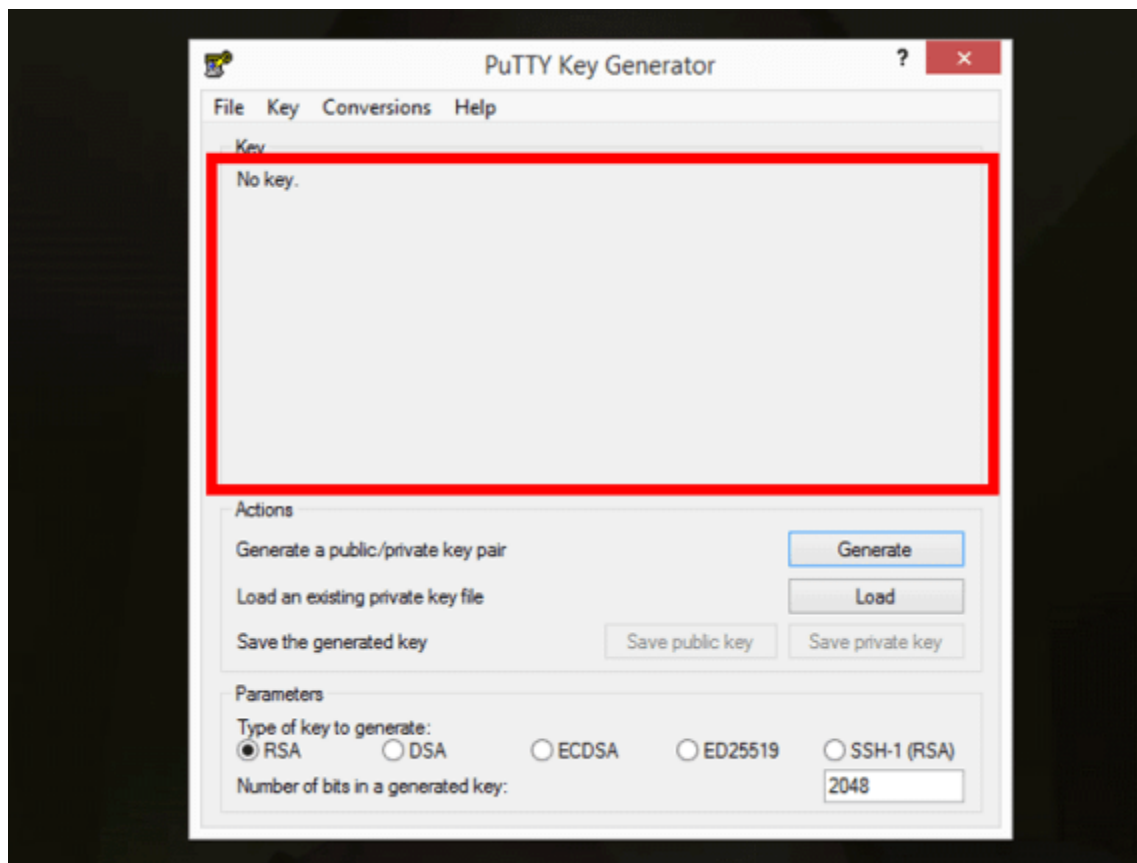 PuTTY Key Generator
?
File Key Conversions Help
Key
No key.
Actions
Generate a public/private key pair Generate
Load an existing private key file Load
Save the generated key Save public key Save private key
Parameters
Type of key to generate:
RSA DSA ECDSA ED25519 SSH-1 (RSA)
Number of bits in a generated key: 2048